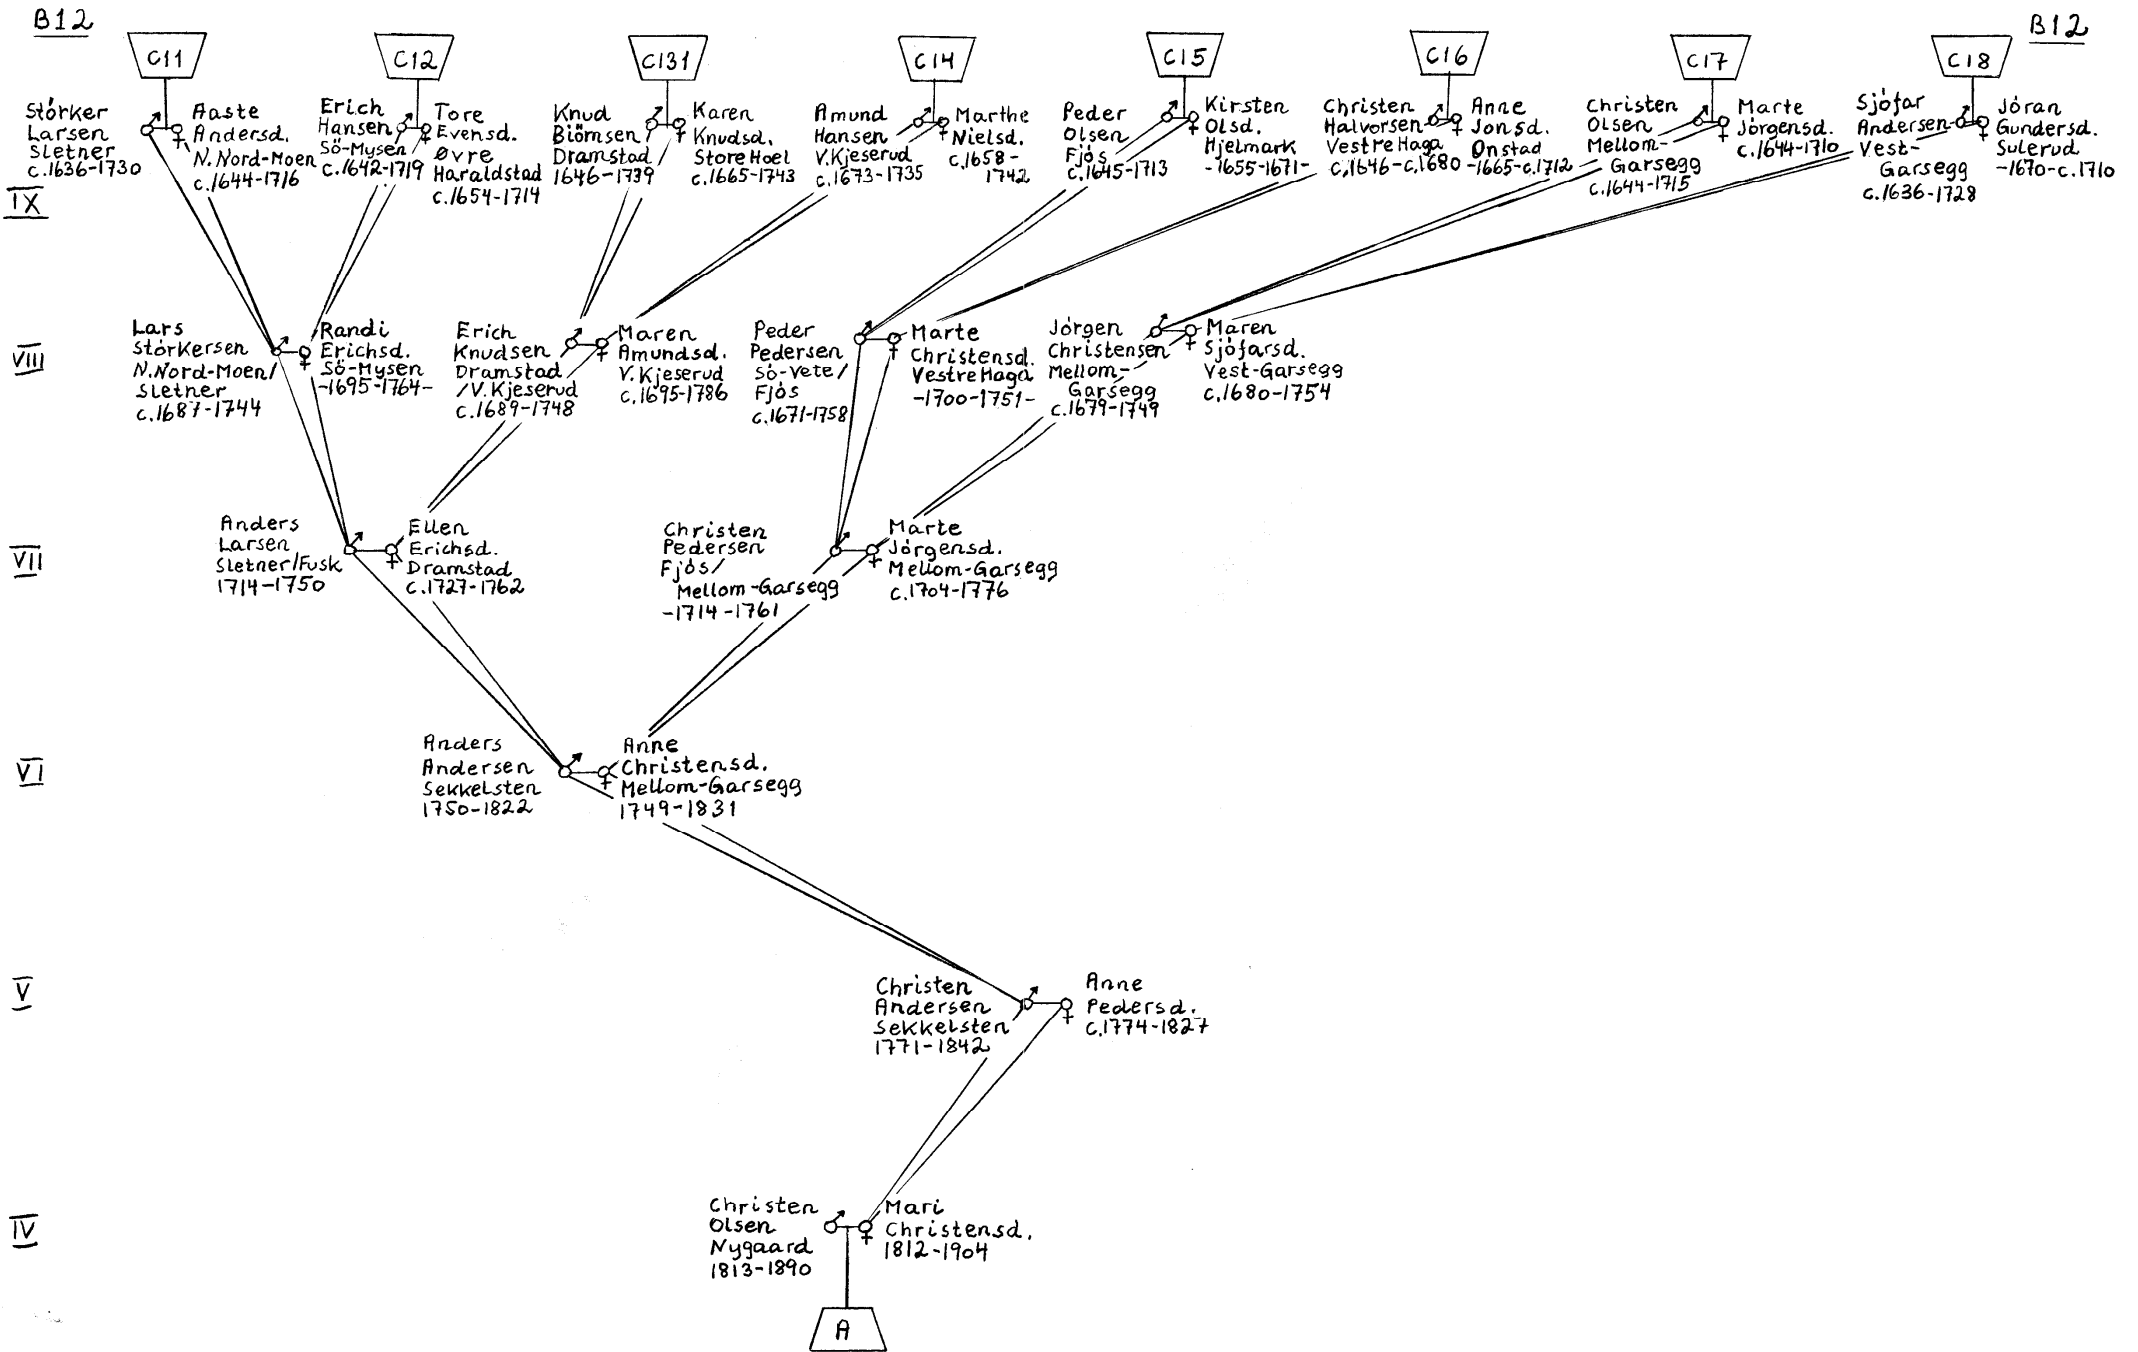 B12
B12
C11
C12
C131
C14
C15
C16
C17
C18
IX
Störker
Larsen
Sletner
c.1636-1730
Aaste
Andersd.
N.Nord-Moen
c.1644-1716
Erich
Hansen
Sö-Mysen
c.1642-1719
Tore
Evensd.
Øvre
Haraldstad
c.1654-1714
Knud
Biörnsen
Dramstad
1646-1739
Karen
Knudsd.
Store Hoel
c.1665-1743
Amund
Hansen
V.Kjeserud
c.1673-1735
Marthe
Nielsd.
c.1658-
1742
Peder
Olsen
Fjös
c.1645-1713
Kirsten
Olsd.
Hjelmark
-1655-1671-
Christen
Halvorsen
Vestre Haga
c.1646-c.1680
Anne
Jonsd.
Onstad
-1665-c.1712
Christen
Olsen
Mellom-
Garsegg
c.1644-1715
Marte
Jörgensd.
c.1644-1710
Sjöfar
Andersen
Vest-
Garsegg
c.1636-1728
Jöran
Gundersd.
Sulerud
-1670-c.1710
VIII
Lars
Störkersen
N.Nord-Moen/
Sletner
c.1687-1744
Randi
Erichsd.
Sö-Mysen
-1695-1764-
Erich
Knudsen
Dramstad
/V.Kjeserud
c.1689-1748
Maren
Amundsd.
V.Kjeserud
c.1695-1786
Peder
Pedersen
Sö-Vete/
Fjös
c.1671-1758
Marte
Christensd.
Vestre Haga
-1700-1751-
Jörgen
Christensen
Mellom-
Garsegg
c.1679-1749
Maren
Sjöfarsd.
Vest-Garsegg
c.1680-1754
VII
Anders
Larsen
Sletner/Fusk
1714-1750
Ellen
Erichsd.
Dramstad
c.1727-1762
Christen
Pedersen
Fjös/
Mellom-Garsegg
-1714-1761
Marte
Jörgensd.
Mellom-Garsegg
c.1704-1776
VI
Anders
Andersen
Sekkelsten
1750-1822
Anne
Christensd.
Mellom-Garsegg
1749-1831
V
Christen
Andersen
Sekkelsten
1771-1842
Anne
Pedersd.
c.1774-1827
IV
Christen
Olsen
Nygaard
1813-1890
Mari
Christensd.
1812-1904
A